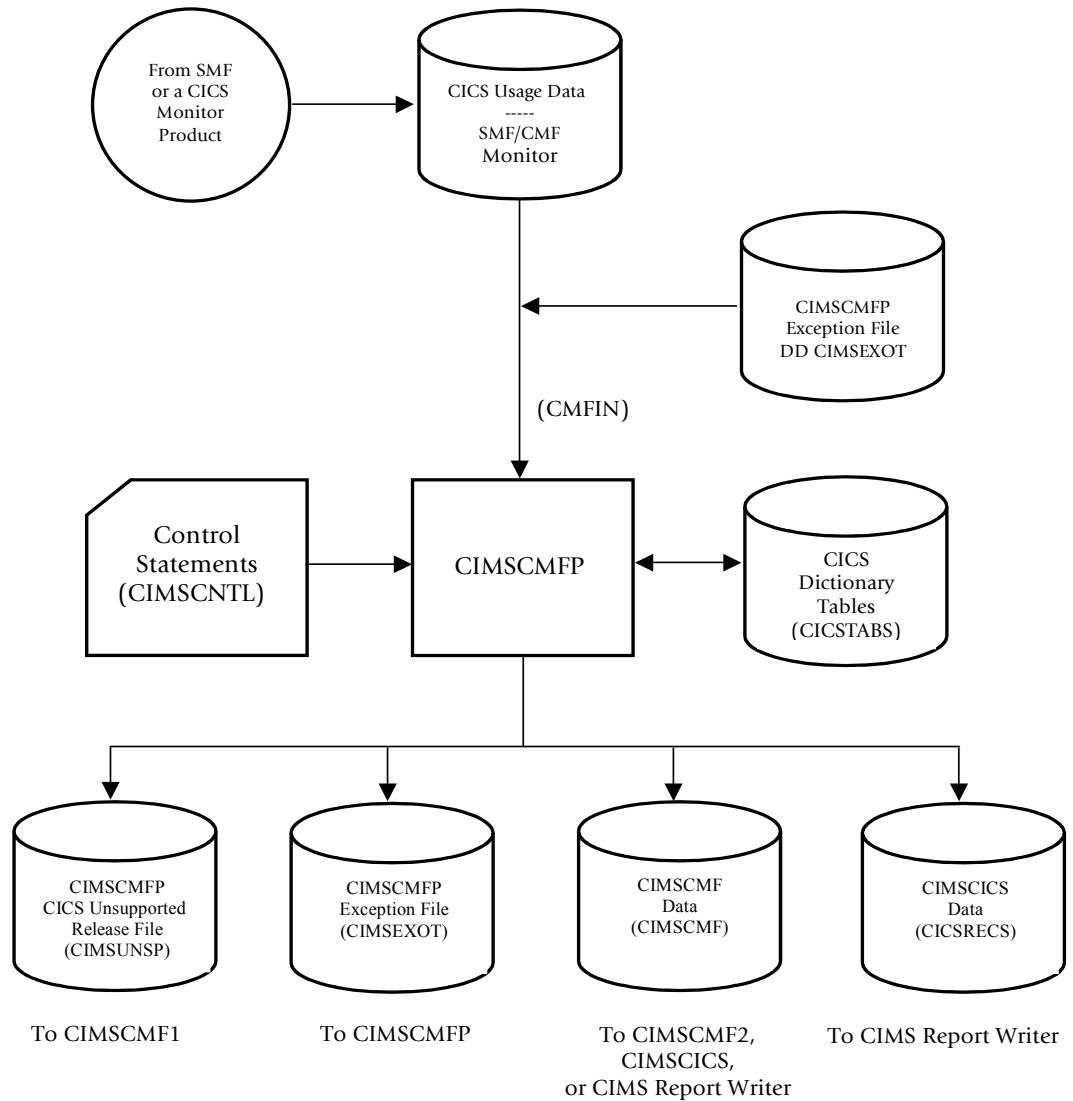 From SMF
or a CICS
Monitor
Product
CICS Usage Data
-----
SMF/CMF
Monitor
CIMSCMFP
Exception File
DD CIMSEXOT
(CMFIN)
Control
Statements
(CIMSCNTL)
CIMSCMFP
CICS
Dictionary
Tables
(CICSTABS)
CIMSCMFP
CICS Unsupported
Release File
(CIMSUNSP)
CIMSCMFP
Exception File
(CIMSEXOT)
CIMSCMF
Data
(CIMSCMF)
CIMSCICS
Data
(CICSRECS)
To CIMSCMF1
To CIMSCMFP
To CIMSCMF2,
CIMSCICS,
or CIMS Report Writer
To CIMS Report Writer